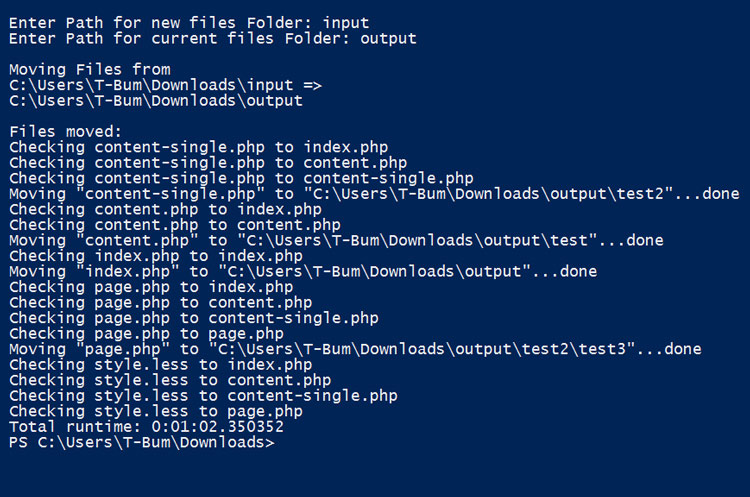 Enter Path for new files Folder: input
Enter Path for current files Folder: output
Moving Files from
C:\Users\T-Bum\Downloads\input =>
C:\Users\T-Bum\Downloads\output
Files moved:
Checking content-single.php to index.php
Checking content-single.php to content.php
Checking content-single.php to content-single.php
Moving "content-single.php" to "C:\Users\T-Bum\Downloads\output\test2"...done
Checking content.php to index.php
Checking content.php to content.php
Moving "content.php" to "C:\Users\T-Bum\Downloads\output\test"...done
Checking index.php to index.php
Moving "index.php" to "C:\Users\T-Bum\Downloads\output"...done
Checking page.php to index.php
Checking page.php to content.php
Checking page.php to content-single.php
Checking page.php to page.php
Moving "page.php" to "C:\Users\T-Bum\Downloads\output\test2\test3"...done
Checking style.less to index.php
Checking style.less to content.php
Checking style.less to content-single.php
Checking style.less to page.php
Total runtime: 0:01:02.350352
PS C:\Users\T-Bum\Downloads>